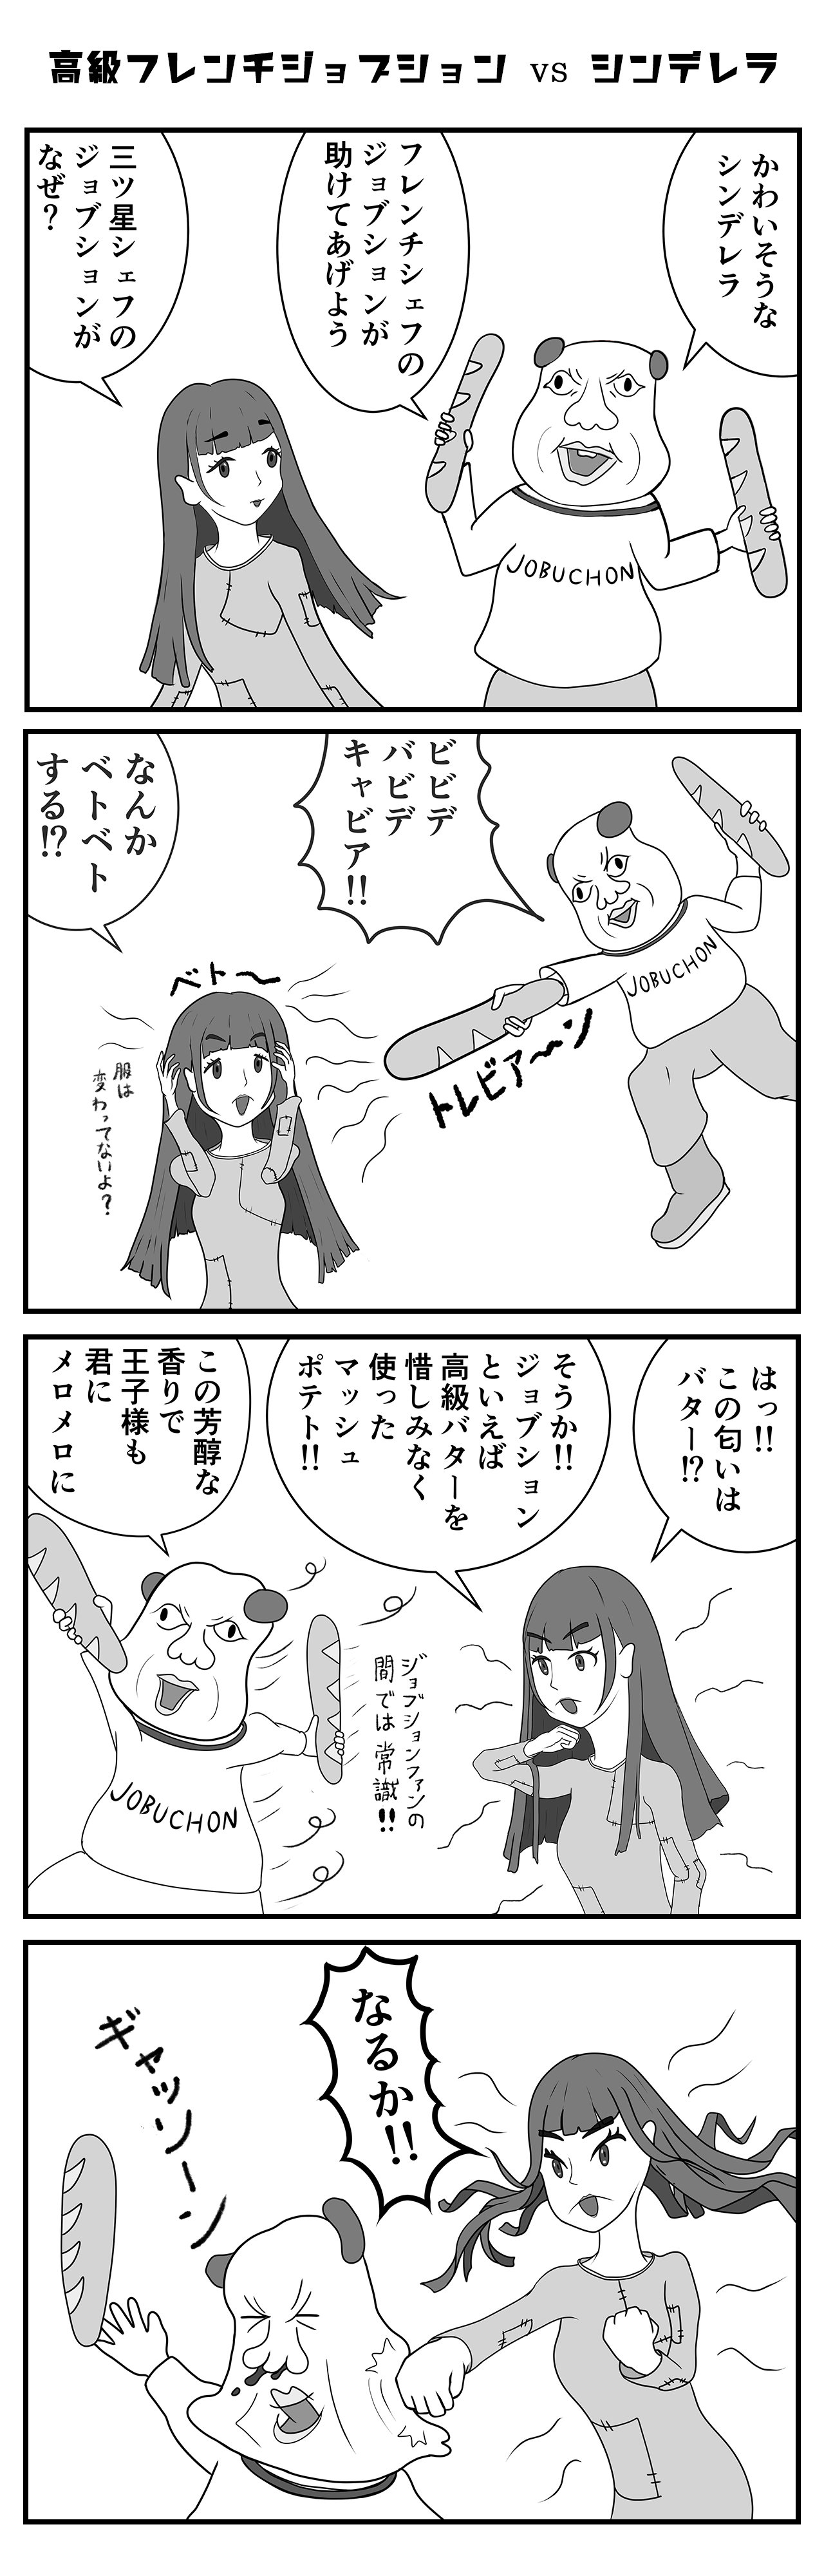 高級フレンチジョブション vs シンデレラ
かわいそうな
シンデレラ
フレンチシェフの
ジョブションが
助けてあげよう
三ツ星シェフの
ジョブションが
なぜ？
JOBUCHON
ビビデ
バビデ
キャビア!!
なんか
ベトベト
する!?
JOBUCHON
トレビア〜〜ン
ベト〜
服は
変わってないよ？
はっ!!
この匂いは
バター!?
そうか!!
ジョブション
といえば
高級バターを
惜しみなく
使った
マッシュ
ポテト!!
この芳醇な
香りで
王子様も
君に
メロメロに
ジョブションファンの
間では常識!!
JOBUCHON
なるか!!
ギャッソーン